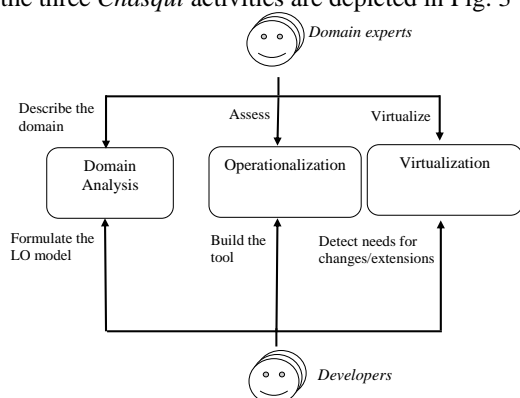 the three Chasqui activities are depicted in Fig. 3
Domain experts
Describe the
domain
Assess
Virtualize
Domain
Analysis
Operationalization
Virtualization
Formulate the
LO model
Build the
tool
Detect needs for
changes/extensions
Developers